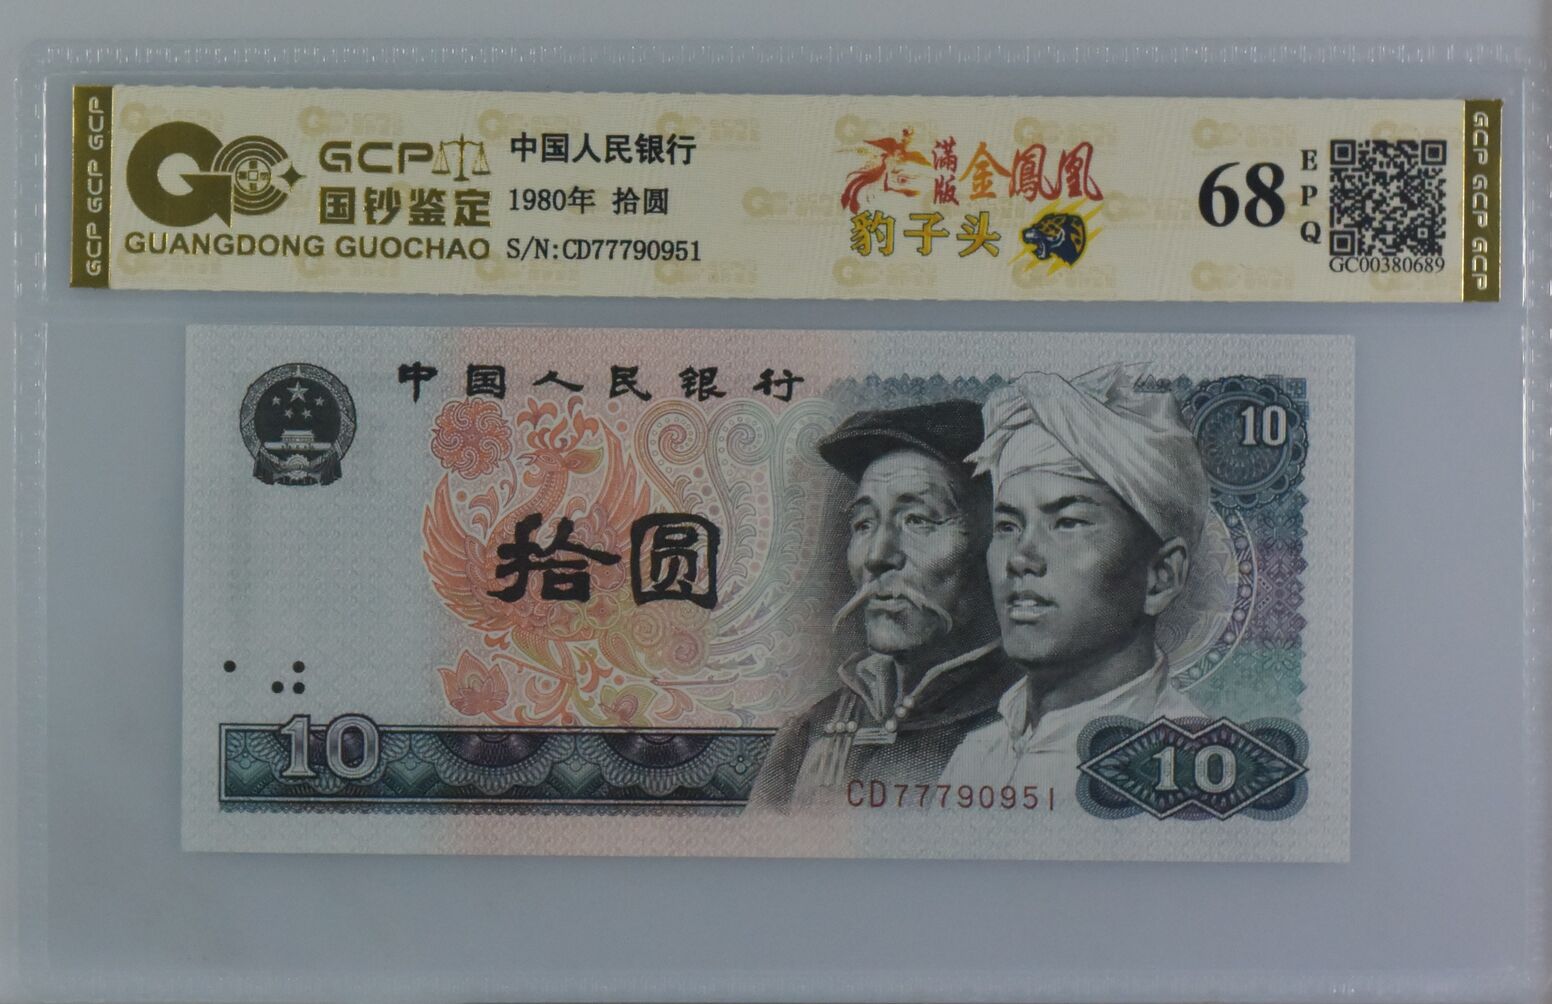 GCP GCP GCP
GCP
国钞鉴定
GUANGDONG GUOCHAO
中国人民银行
1980年 拾圆
S/N:CD77790951
满版 金鳳凰
豹子头
68
EPQ
GC00380689
GCP GCP GCP
中国人民银行
10
拾圆
10
CD77790951
10